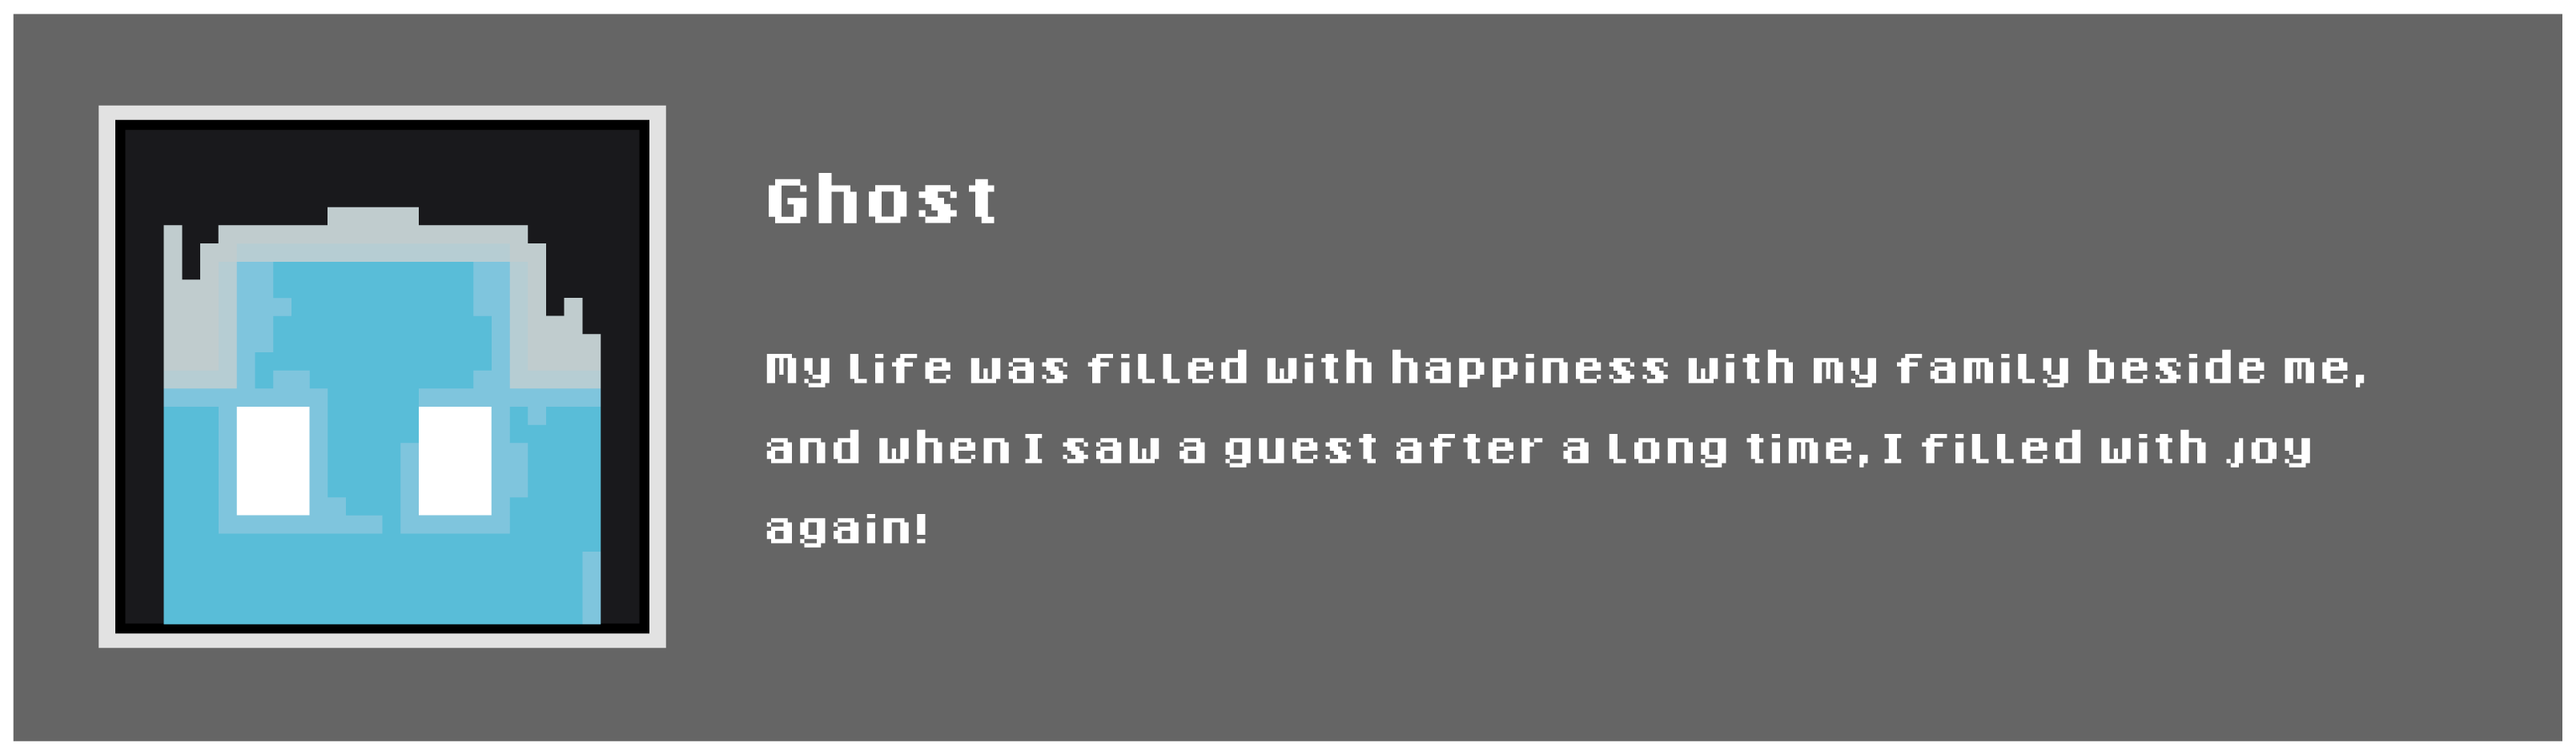 Ghost
My life was filled with happiness with my family beside me,
and when I saw a guest after a long time, I filled with joy
again!